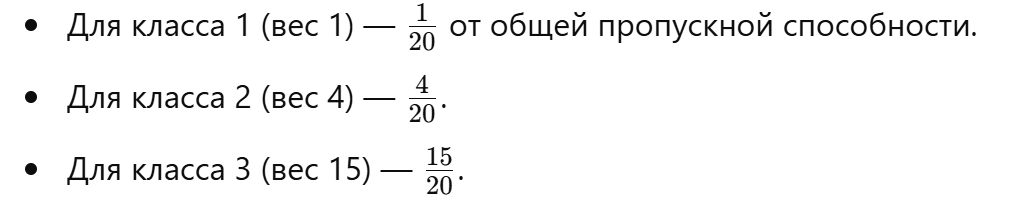 • Для класса 1 (вес 1) — 1/20 от общей пропускной способности.
• Для класса 2 (вес 4) — 4/20.
• Для класса 3 (вес 15) — 15/20.